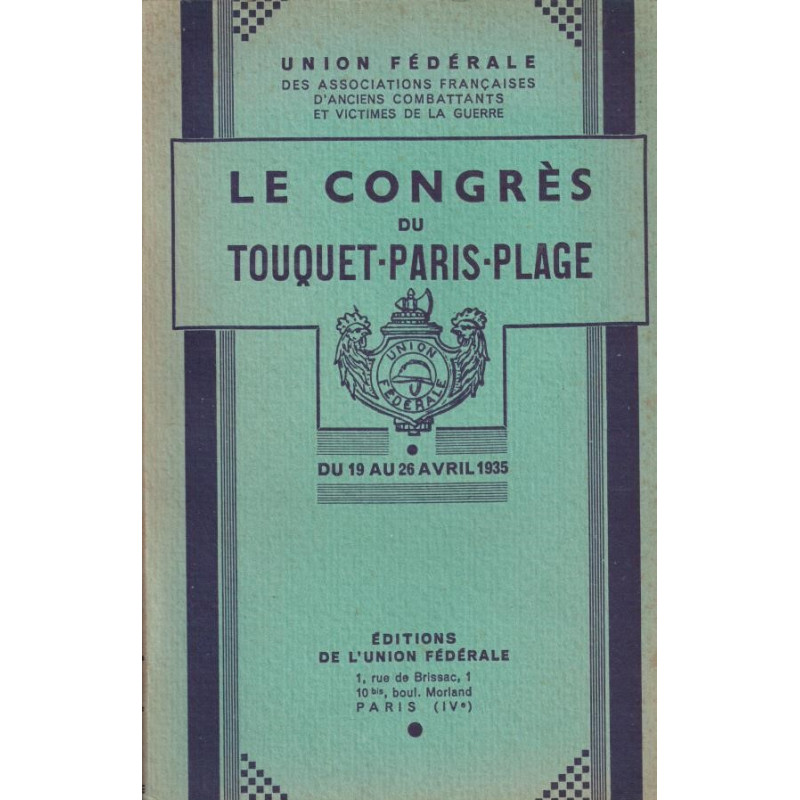 UNION FÉDÉRALE
DES ASSOCIATIONS FRANÇAISES
D'ANCIENS COMBATTANTS
ET VICTIMES DE LA GUERRE
LE CONGRÈS
DU
TOUQUET-PARIS-PLAGE
UNION
FÉDÉRALE
DU 19 AU 26 AVRIL 1935
ÉDITIONS
DE L'UNION FÉDÉRALE
1, rue de Brissac, 1
10 bis, boul. Morland
PARIS (IVe)